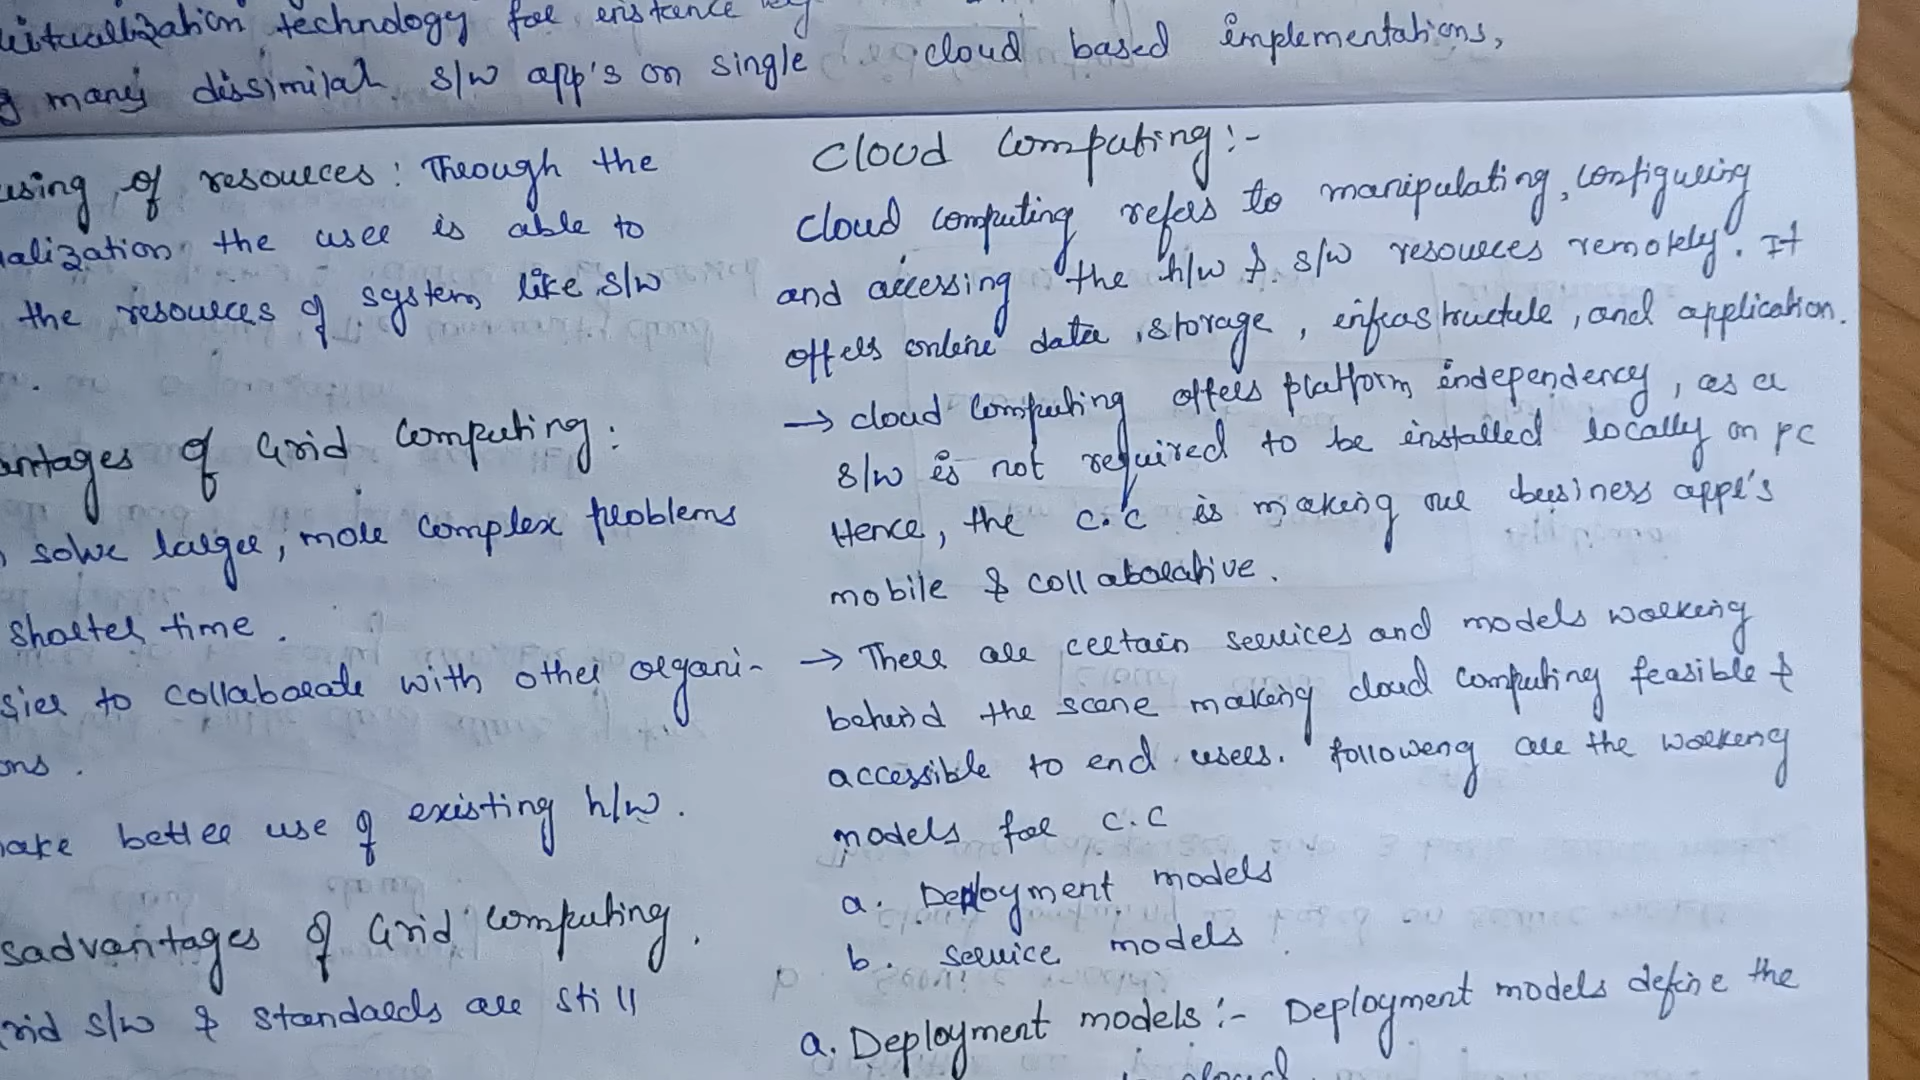 technology for instance
many dissimilar s/w app's on single
cloud based implementations,
using of resources: Through the
alization the user is able to
the resources of system like s/w
antages of Grid Computing:
solve larger, more complex problems
shorter time.
sier to collaborate with other organi-
ons.
ake better use of existing h/w.
sadvantages of Grid computing.
rid s/w & standards are still
Cloud Computing:-
Cloud computing refers to manipulating, configuring
and accessing the h/w & s/w resources remotely. It
offers online data storage, infrastructure, and application.
→ cloud computing offers platform independency, as a
s/w is not required to be installed locally on pc
Hence, the C.C is making our business appl's
mobile & collaborative.
→ There are certain services and models working
behind the scene making cloud computing feasible &
accessible to end users. Following are the working
models for C.C
a. Deployment models
b. Service models
a. Deployment models:- Deployment models define the
cloud